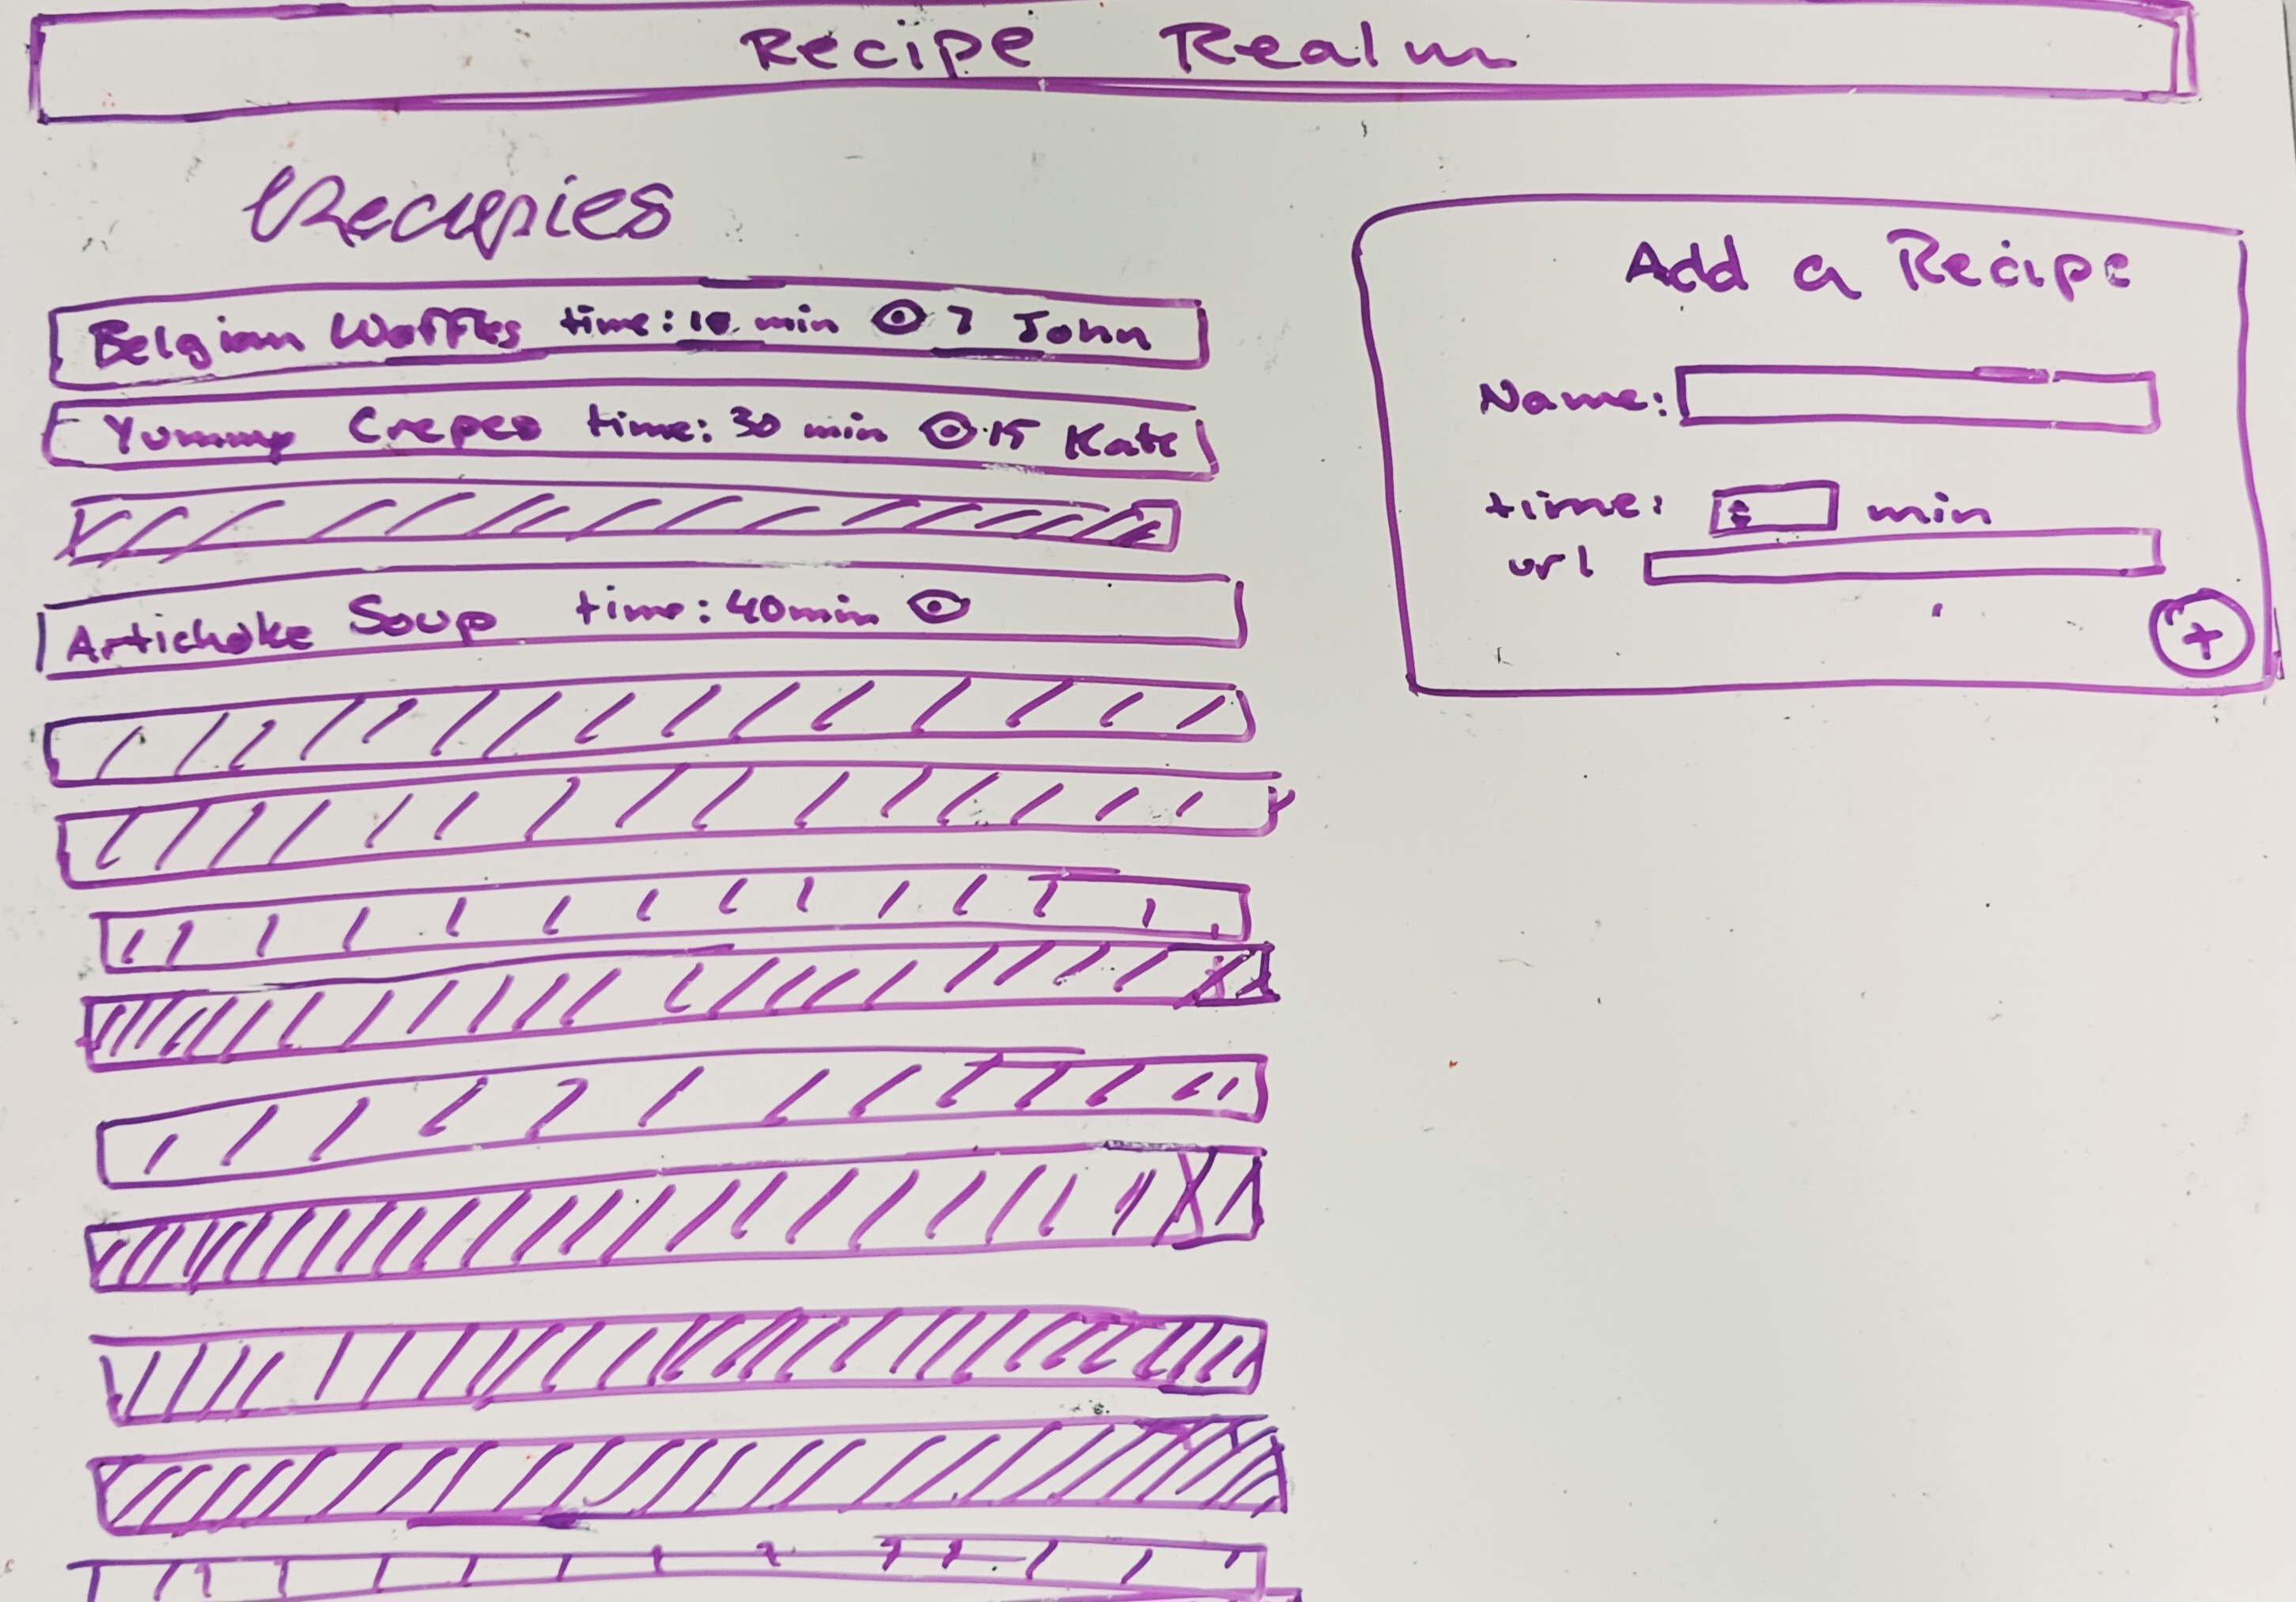 Recipe Realm
Recipies
Belgian Waffles time: 10 min 7 John
Yummy Crepes time: 30 min 15 Kate
Artichoke Soup time: 40min
Add a Recipe
Name:
time: min
url
+